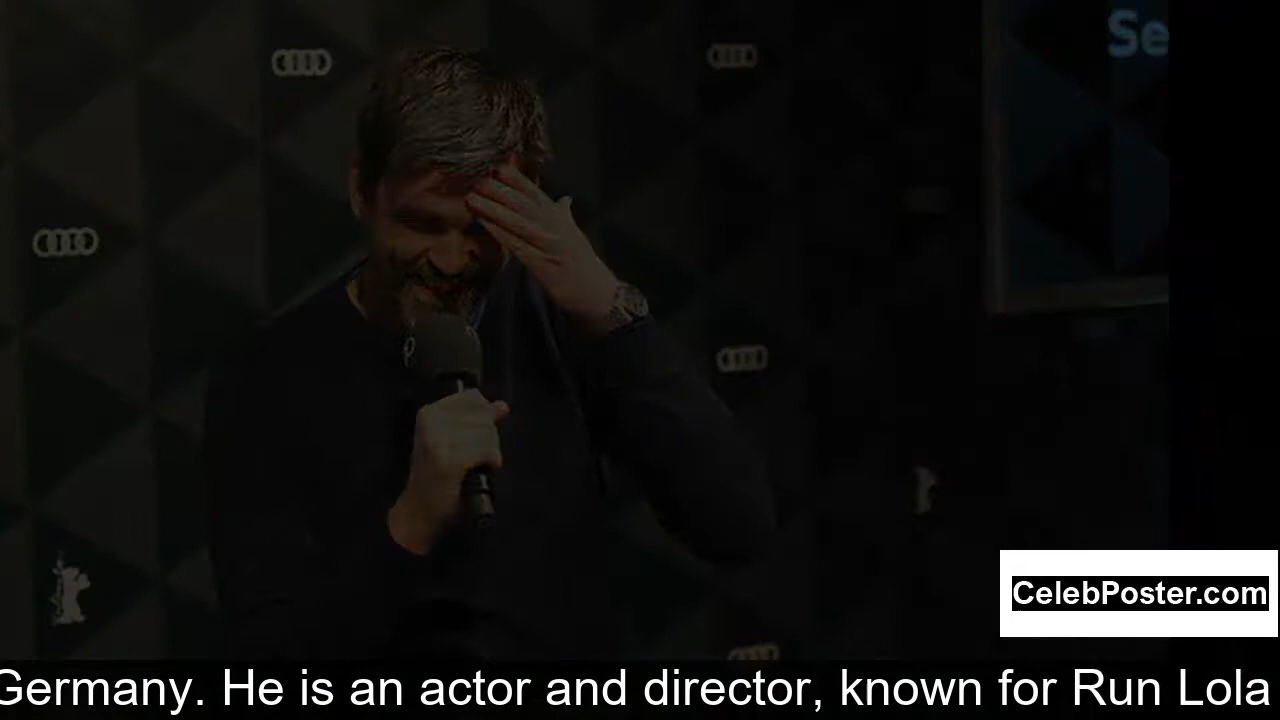 Se
CelebPoster.com
Germany. He is an actor and director, known for Run Lola